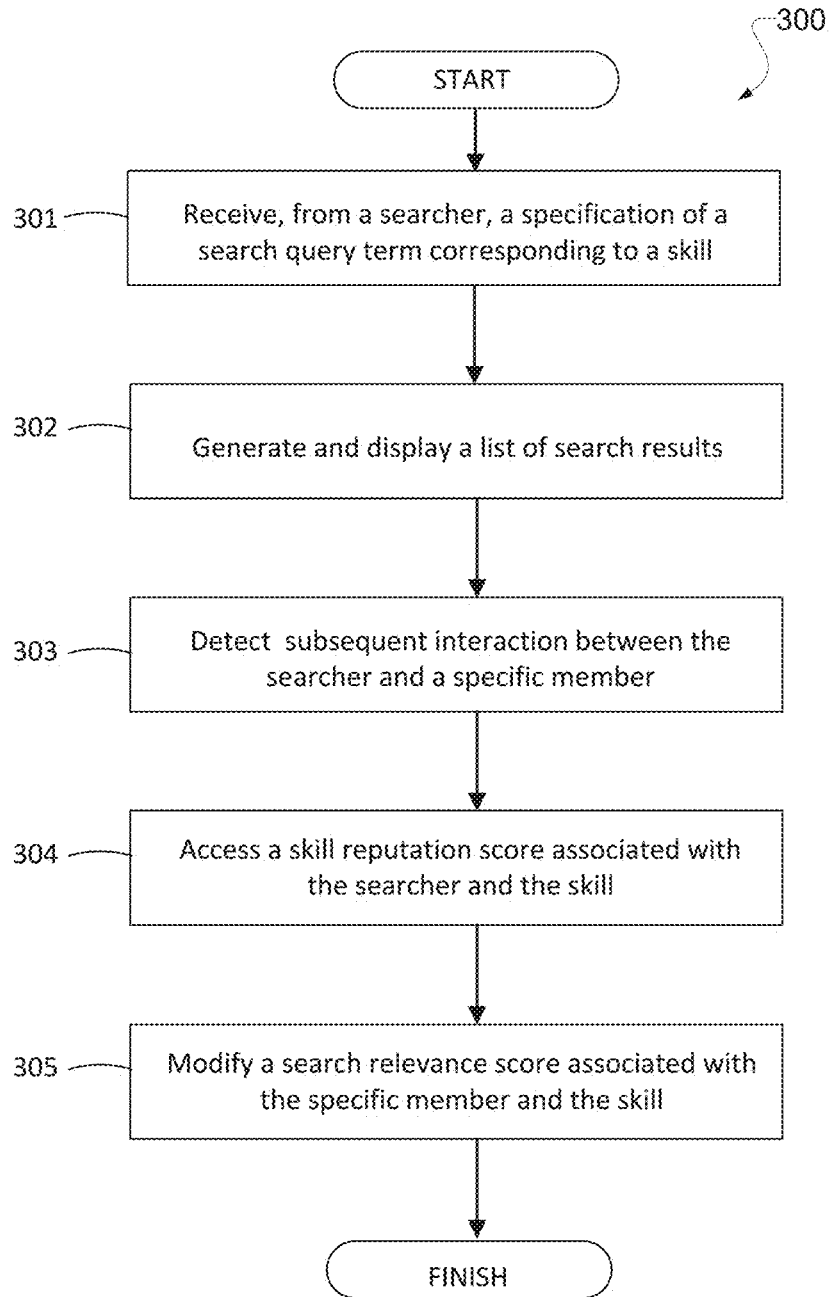 300
START
301
Receive, from a searcher, a specification of a
search query term corresponding to a skill
302
Generate and display a list of search results
303
Detect subsequent interaction between the
searcher and a specific member
304
Access a skill reputation score associated with
the searcher and the skill
305
Modify a search relevance score associated with
the specific member and the skill
FINISH